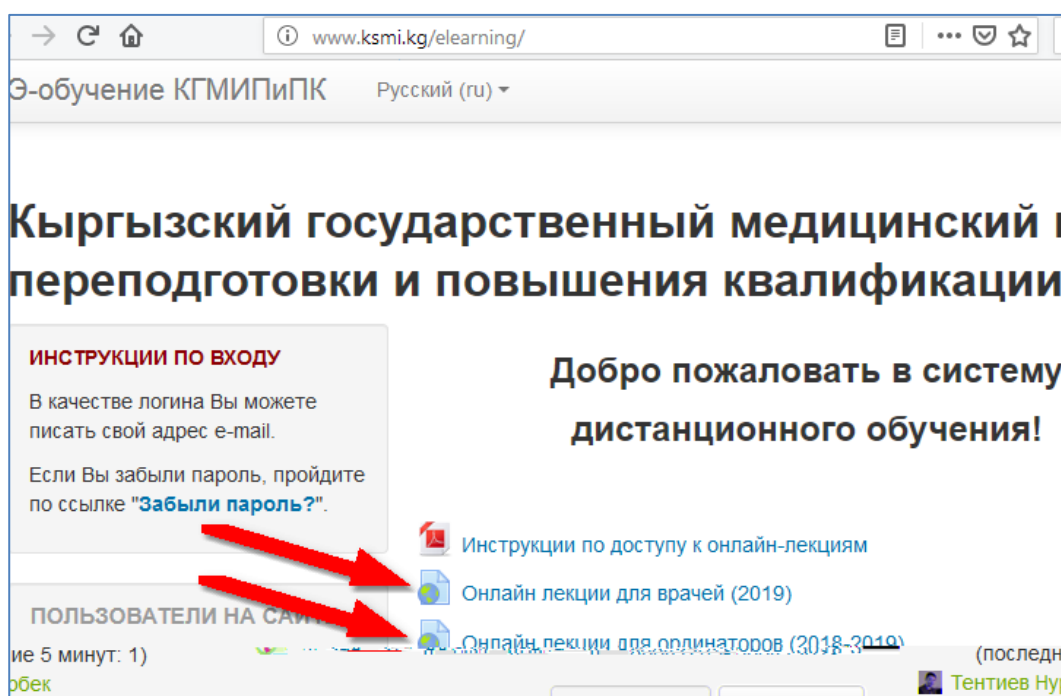 www.ksmi.kg/elearning/
Э-обучение КГМИПиПК Русский (ru)
Кыргызский государственный медицинский
переподготовки и повышения квалификации
ИНСТРУКЦИИ ПО ВХОДУ
В качестве логина Вы можете
писать свой адрес e-mail.
Если Вы забыли пароль, пройдите
по ссылке "Забыли пароль?".
Добро пожаловать в систему
дистанционного обучения!
Инструкции по доступу к онлайн-лекциям
Онлайн лекции для врачей (2019)
Онлайн лекции для ординаторов (2018-2019)
ПОЛЬЗОВАТЕЛИ НА
ие 5 минут: 1)
рбек
(последн
Тентиев Ну